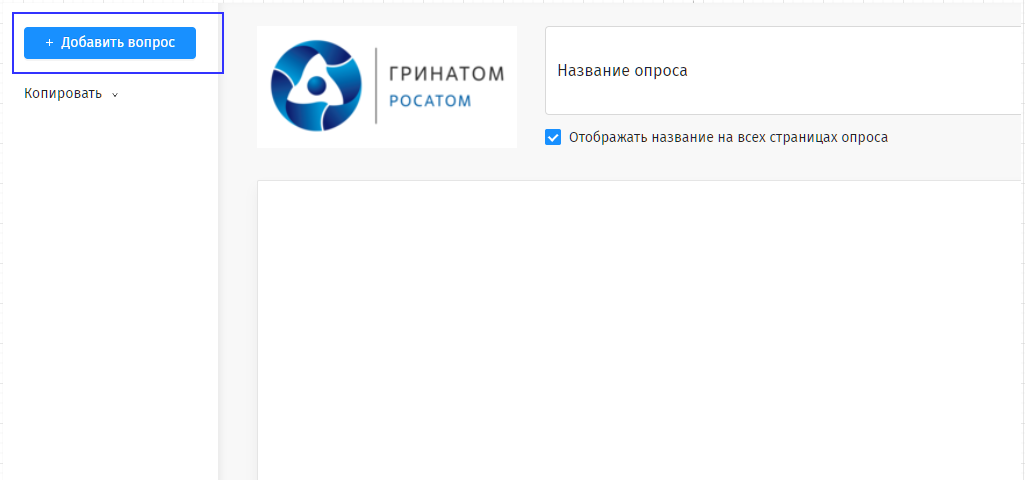 + Добавить вопрос
Копировать
ГРИНАТОМ
РОСАТОМ
Название опроса
Отображать название на всех страницах опроса